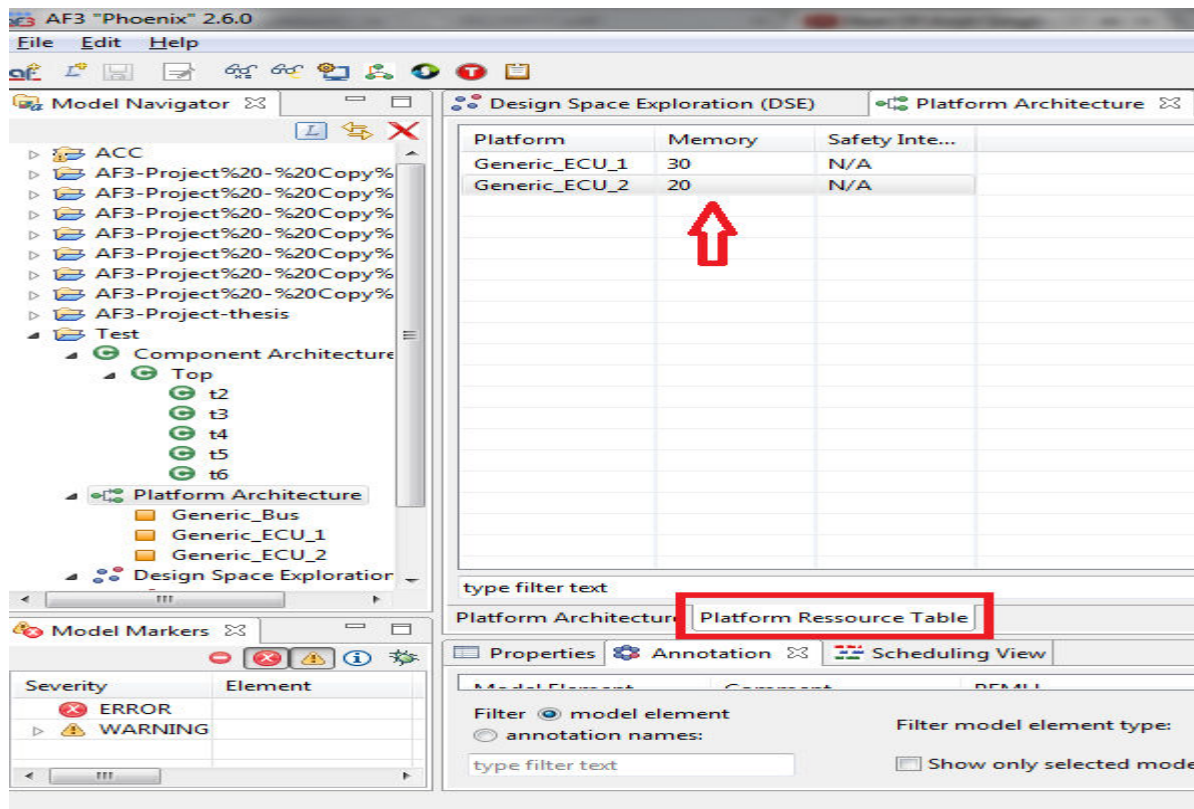 AF3 "Phoenix" 2.6.0
File Edit Help
Model Navigator
ACC
AF3-Project%20-%20Copy%
AF3-Project%20-%20Copy%
AF3-Project%20-%20Copy%
AF3-Project%20-%20Copy%
AF3-Project%20-%20Copy%
AF3-Project%20-%20Copy%
AF3-Project%20-%20Copy%
AF3-Project-thesis
Test
Component Architecture
Top
t2
t3
t4
t5
t6
Platform Architecture
Generic_Bus
Generic_ECU_1
Generic_ECU_2
Design Space Exploration
Design Space Exploration (DSE) Platform Architecture
Platform Memory Safety Inte...
Generic_ECU_1 30 N/A
Generic_ECU_2 20 N/A
type filter text
Platform Architectur Platform Ressource Table
Model Markers
Severity Element
ERROR
WARNING
Properties Annotation Scheduling View
Model Element Comment
Filter model element
annotation names:
type filter text
Filter model element type:
Show only selected mode